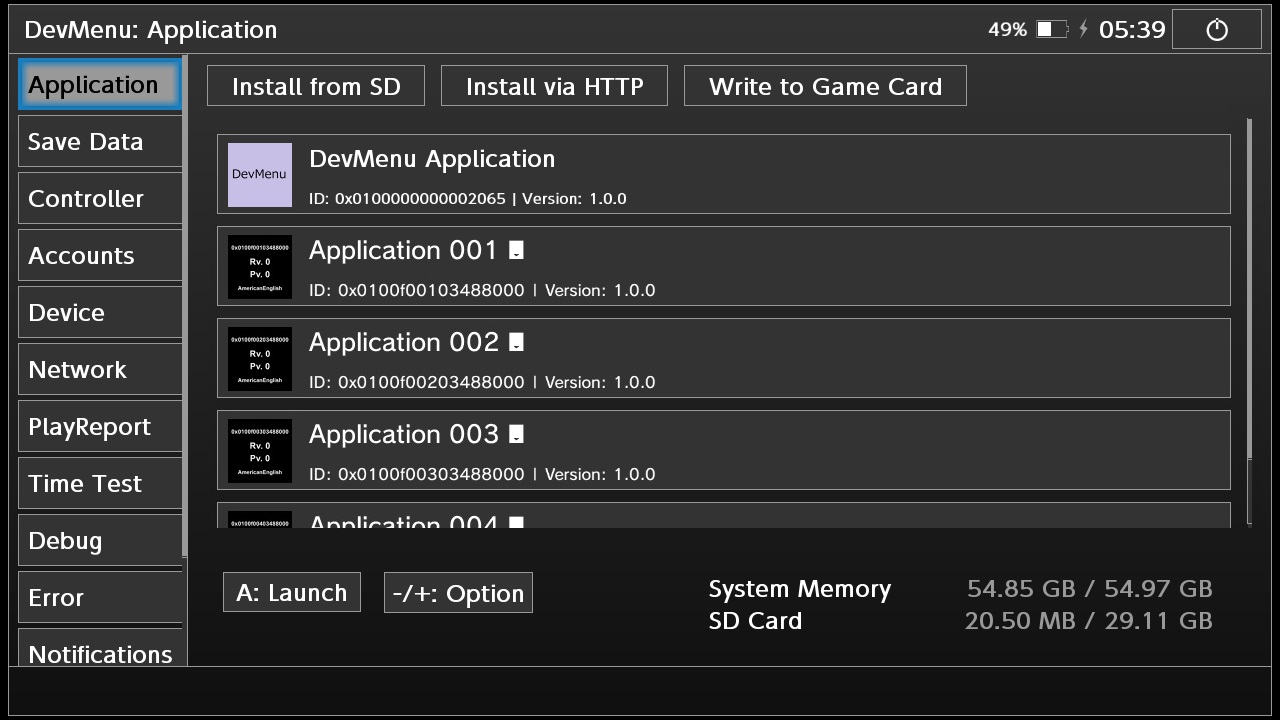 DevMenu: Application
49%
05:39
Application
Save Data
Controller
Accounts
Device
Network
PlayReport
Time Test
Debug
Error
Notifications
Install from SD
Install via HTTP
Write to Game Card
DevMenu
DevMenu Application
ID: 0x0100000000002065 | Version: 1.0.0
0x0100f00103488000
Rv. 0
Pv. 0
AmericanEnglish
Application 001
ID: 0x0100f00103488000 | Version: 1.0.0
0x0100f00203488000
Rv. 0
Pv. 0
AmericanEnglish
Application 002
ID: 0x0100f00203488000 | Version: 1.0.0
0x0100f00303488000
Rv. 0
Pv. 0
AmericanEnglish
Application 003
ID: 0x0100f00303488000 | Version: 1.0.0
0x0100f00403488000
Application 004
A: Launch
-/+: Option
System Memory 54.85 GB / 54.97 GB
SD Card 20.50 MB / 29.11 GB